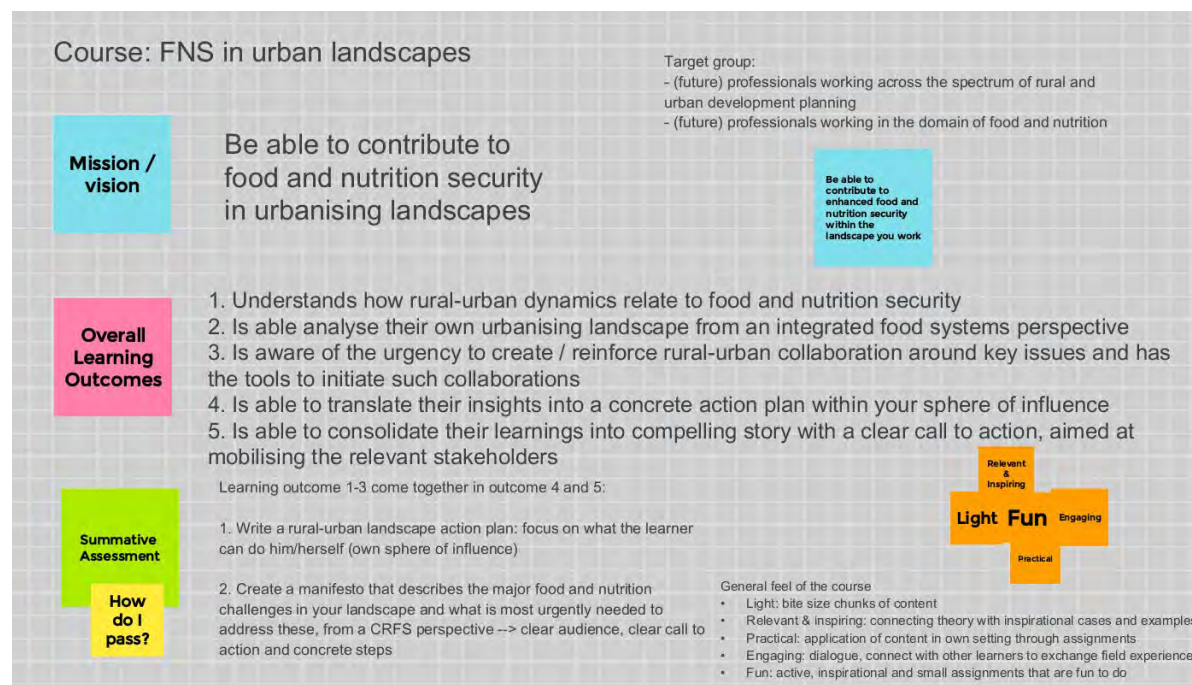 Course: FNS in urban landscapes
Target group:
- (future) professionals working across the spectrum of rural and
urban development planning
- (future) professionals working in the domain of food and nutrition
Mission /
vision
Be able to contribute to
food and nutrition security
in urbanising landscapes
Be able to
contribute to
enhanced food and
nutrition security
within the
landscape you work
Overall
Learning
Outcomes
1. Understands how rural-urban dynamics relate to food and nutrition security
2. Is able analyse their own urbanising landscape from an integrated food systems perspective
3. Is aware of the urgency to create / reinforce rural-urban collaboration around key issues and has
the tools to initiate such collaborations
4. Is able to translate their insights into a concrete action plan within your sphere of influence
5. Is able to consolidate their learnings into compelling story with a clear call to action, aimed at
mobilising the relevant stakeholders
Summative
Assessment
How
do I
pass?
Learning outcome 1-3 come together in outcome 4 and 5:
1. Write a rural-urban landscape action plan: focus on what the learner
can do him/herself (own sphere of influence)
2. Create a manifesto that describes the major food and nutrition
challenges in your landscape and what is most urgently needed to
address these, from a CRFS perspective --> clear audience, clear call to
action and concrete steps
Relevant
&
Inspiring
Light
Fun
Engaging
Practical
General feel of the course
• Light: bite size chunks of content
• Relevant & inspiring: connecting theory with inspirational cases and examples
• Practical: application of content in own setting through assignments
• Engaging: dialogue, connect with other learners to exchange field experience
• Fun: active, inspirational and small assignments that are fun to do